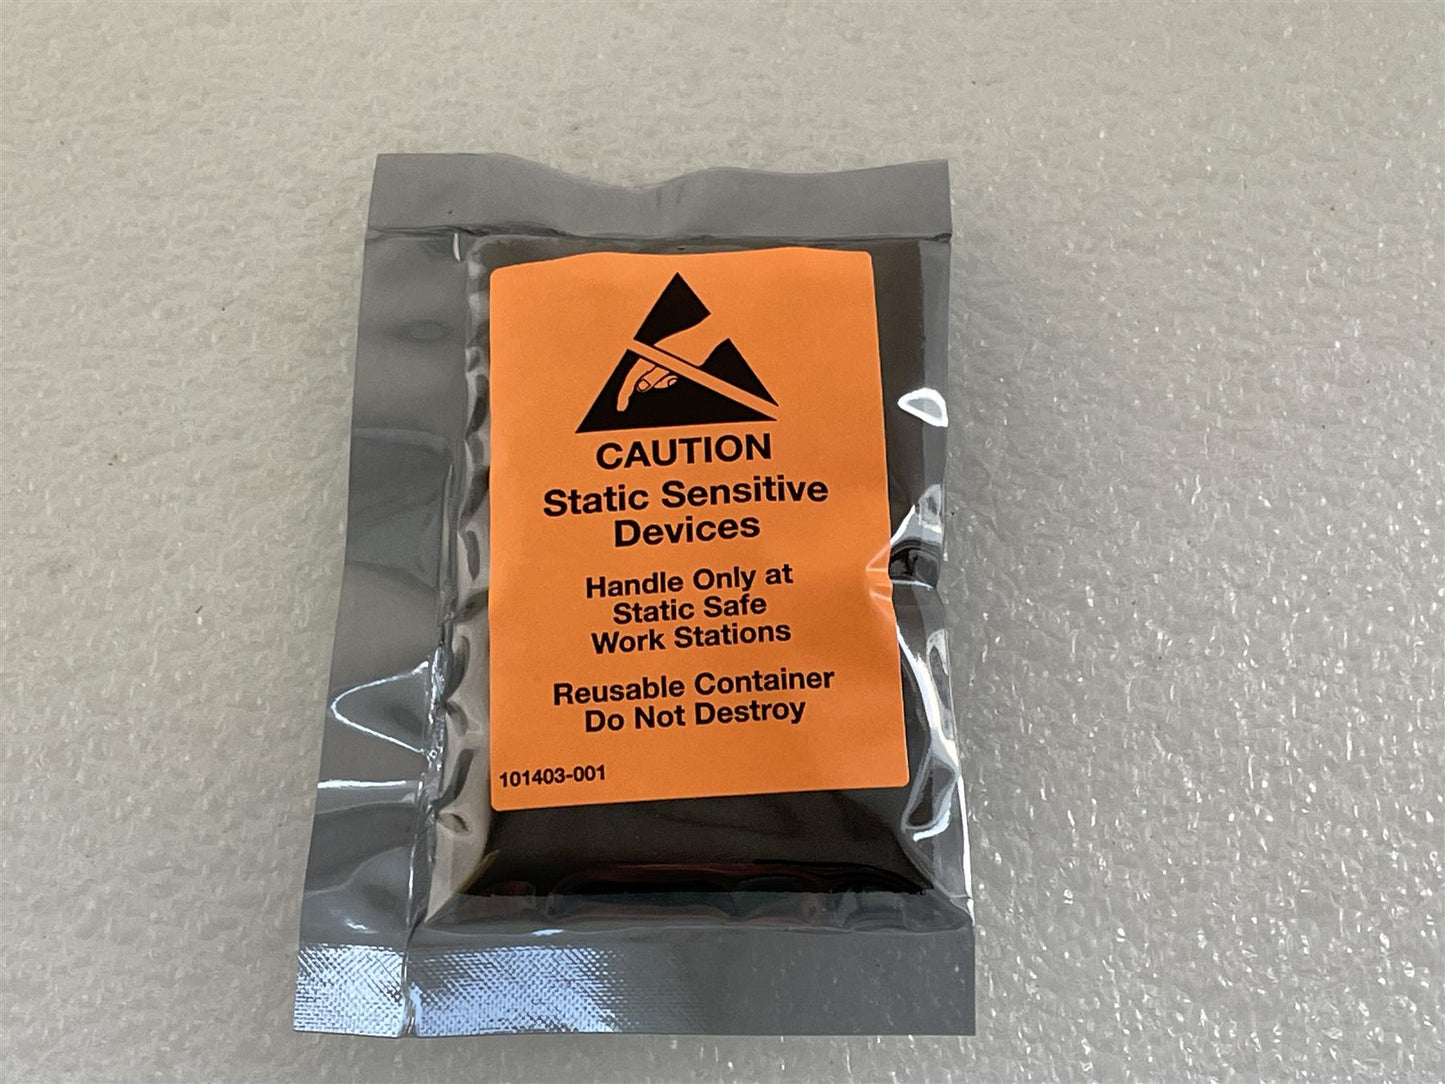 CAUTION
Static Sensitive
Devices
Handle Only at
Static Safe
Work Stations
Reusable Container
Do Not Destroy
101403-001